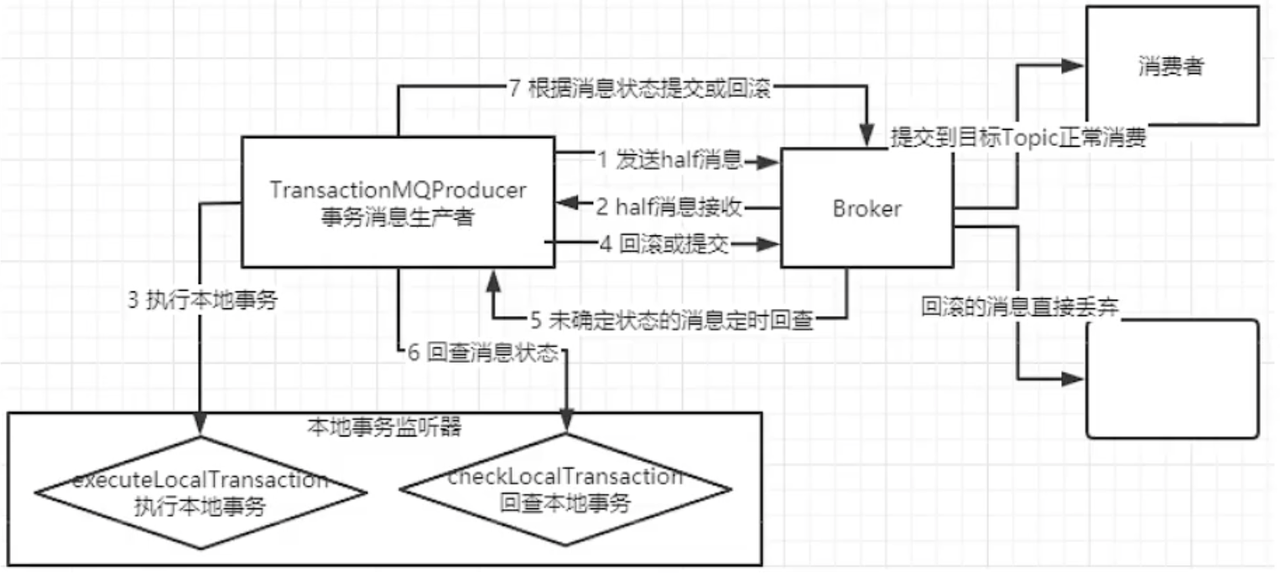 消费者
7 根据消息状态提交或回滚
提交到目标Topic正常消费
1 发送half消息
TransactionMQProducer
事务消息生产者
2 half消息接收
Broker
4 回滚或提交
3 执行本地事务
5 未确定状态的消息定时回查
回滚的消息直接丢弃
6 回查消息状态
本地事务监听器
executeLocalTransaction
执行本地事务
checkLocalTransaction
回查本地事务